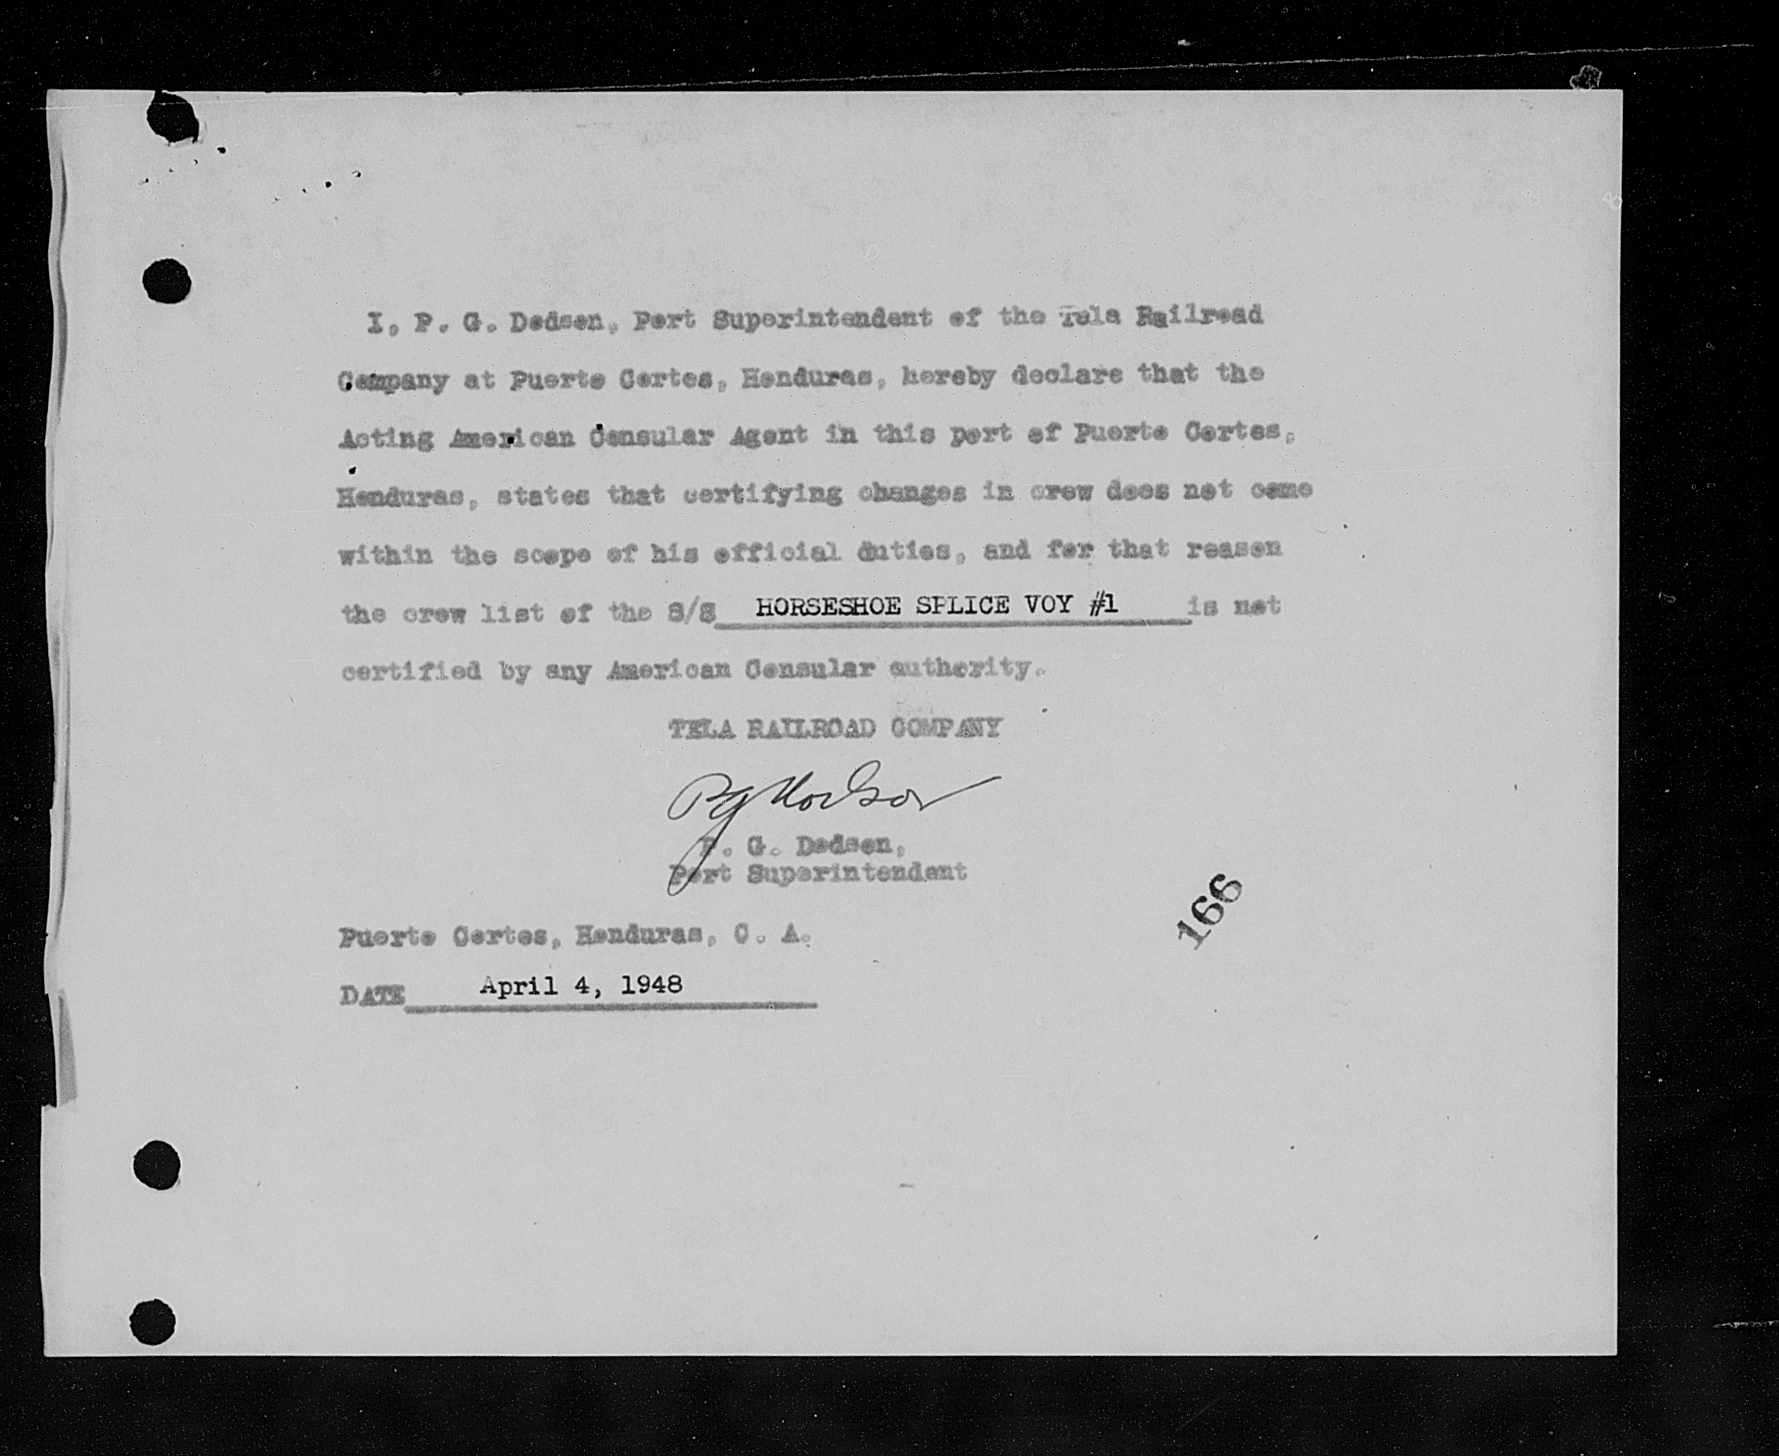 I, P. G. Dodson, Port Superintendent of the Tela Railroad
Company at Puerto Cortes, Honduras, hereby declare that the
Acting American Consular Agent in this port of Puerto Cortes,
Honduras, states that certifying changes in crew does not come
within the scope of his official duties, and for that reason
the crew list of the S/S HORSESHOE SPLICE VOY #1 is not
certified by any American Consular authority.
TELA RAILROAD COMPANY
PG Dodson
P. G. Dodson,
Port Superintendent
166
Puerto Cortes, Honduras, C. A.
DATE April 4, 1948